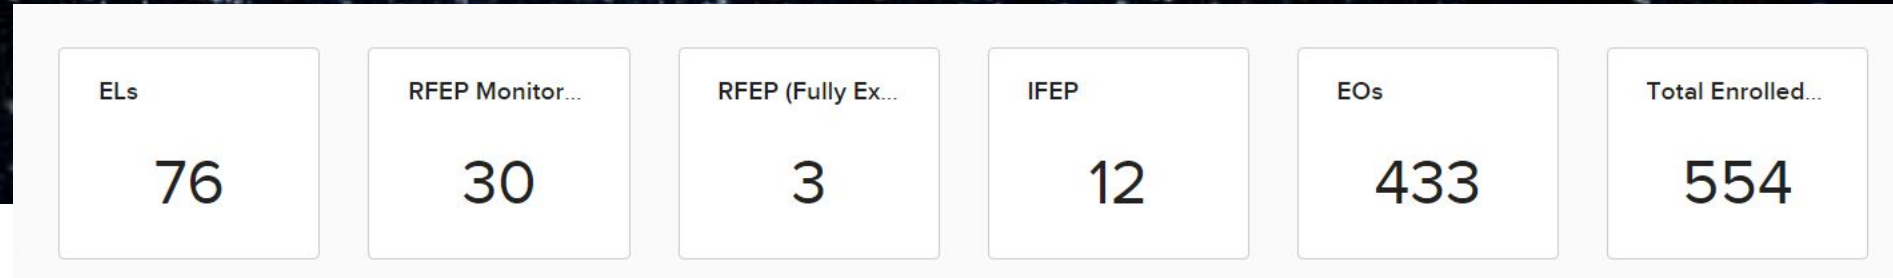 ELs
76
RFEP Monitor...
30
RFEP (Fully Ex...
3
IFEP
12
EOs
433
Total Enrolled...
554